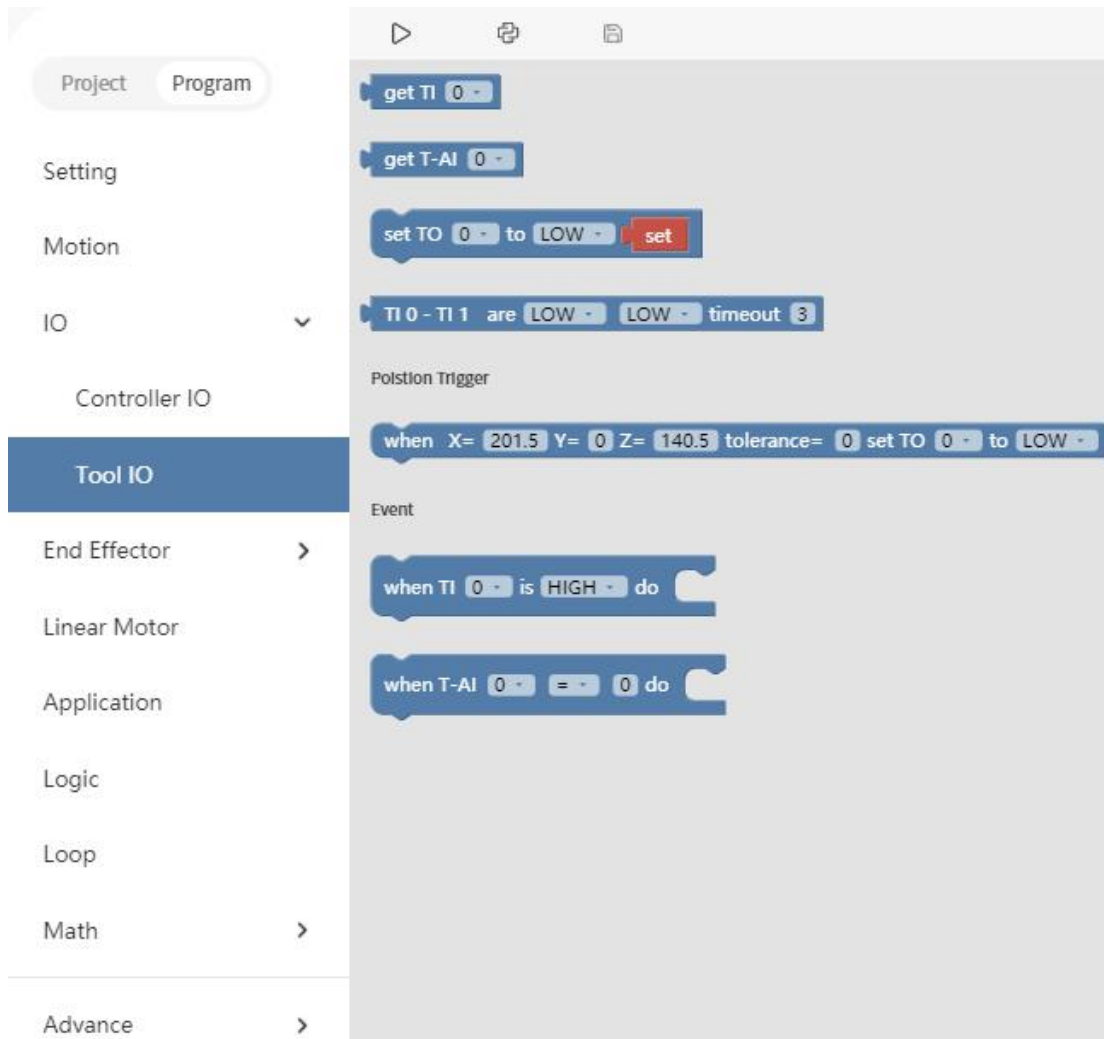 Project Program
Setting
Motion
IO
Controller IO
Tool IO
End Effector
Linear Motor
Application
Logic
Loop
Math
Advance
get TI 0
get T-AI 0
set TO 0 to LOW set
TI 0 - TI 1 are LOW LOW timeout 3
Poistion Trigger
when X= 201.5 Y= 0 Z= 140.5 tolerance= 0 set TO 0 to LOW
Event
when TI 0 is HIGH do
when T-AI 0 = 0 do